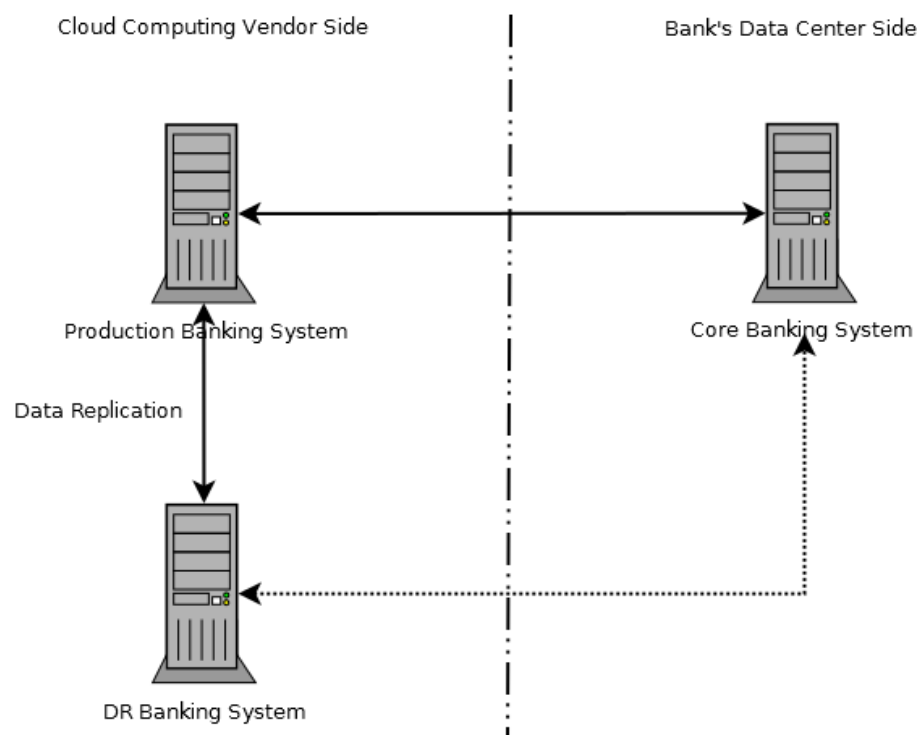 Cloud Computing Vendor Side
Bank's Data Center Side
Production Banking System
Core Banking System
Data Replication
DR Banking System